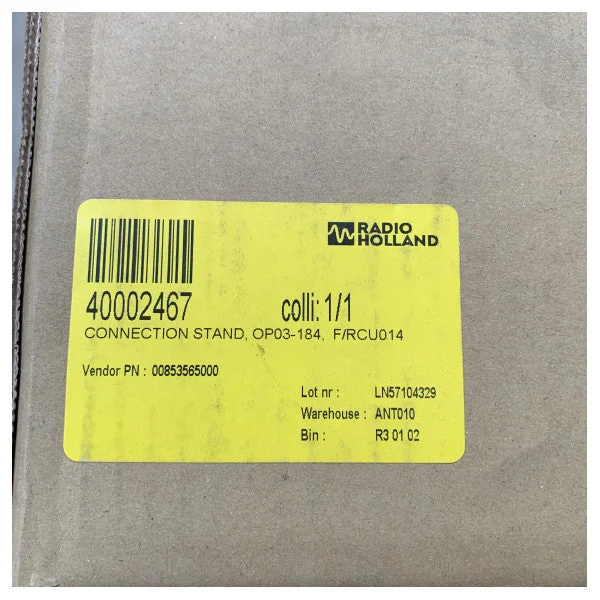 RADIO
HOLLAND
40002467 colli: 1/1
CONNECTION STAND, OP03-184, F/RCU014
Vendor PN : 00853565000
Lot nr : LN57104329
Warehouse : ANT010
Bin : R3 01 02